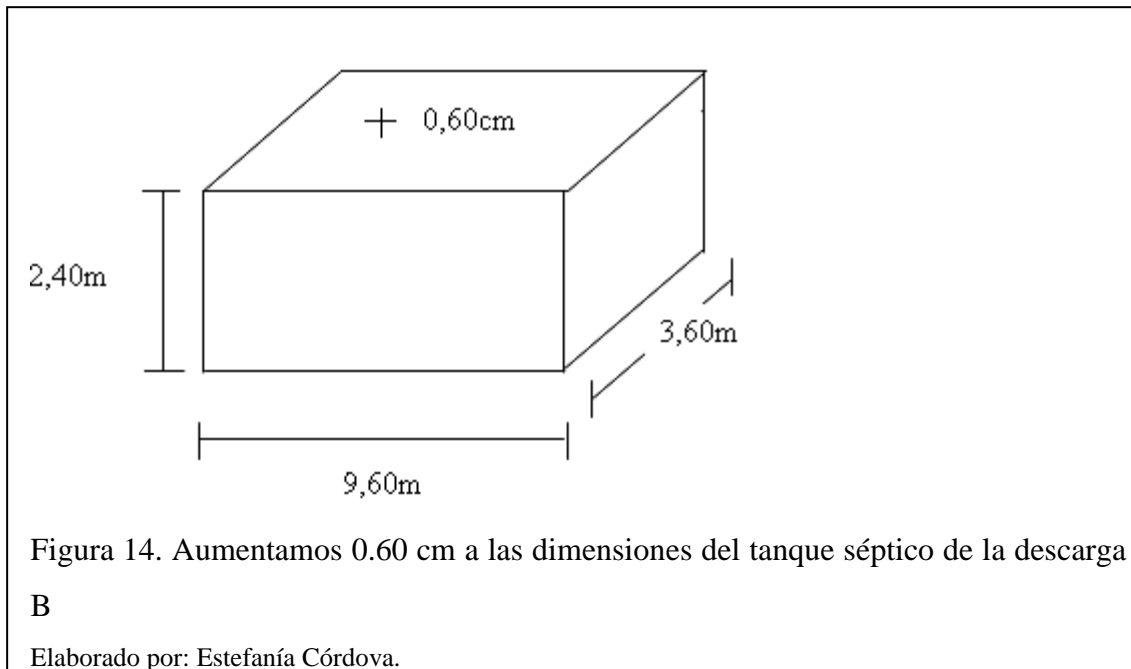 + 0,60cm
2,40m
3,60m
9,60m
Figura 14. Aumentamos 0.60 cm a las dimensiones del tanque séptico de la descarga
B
Elaborado por: Estefanía Córdova.